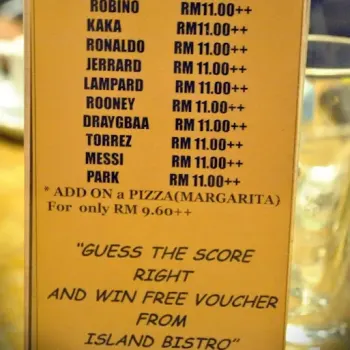 ROBINO RM11.00++
KAKA RM11.00++
RONALDO RM 11.00++
JERRARD RM 11.00++
LAMPARD RM 11.00++
ROONEY RM 11.00++
DRAYGBAA RM 11.00++
TORREZ RM 11.00++
MESSI RM 11.00++
PARK RM 11.00++
* ADD ON a PIZZA(MARGARITA)
For only RM 9.60++
"GUESS THE SCORE
RIGHT
AND WIN FREE VOUCHER
FROM
ISLAND BISTRO"